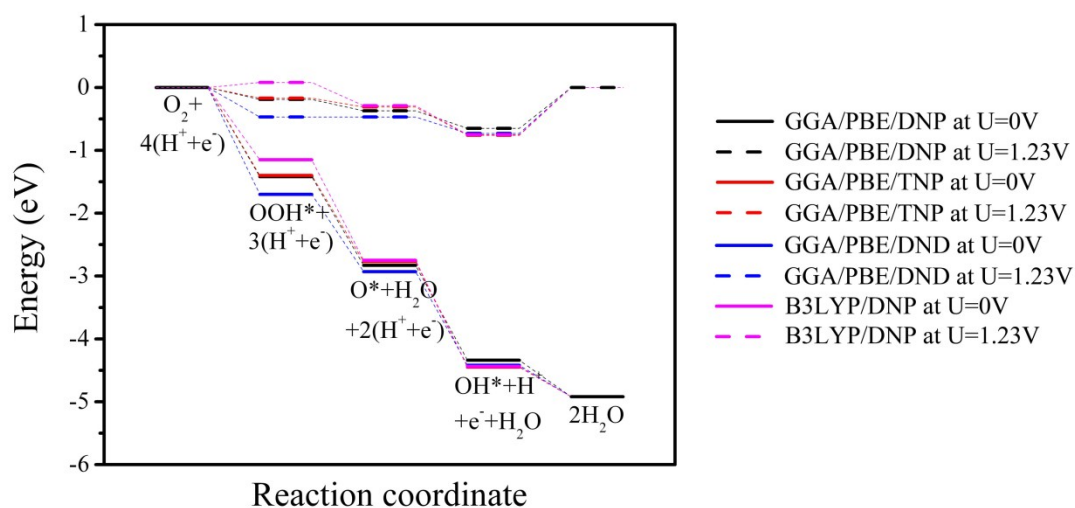 Energy (eV)
0
-1
-2
-3
-4
-5
-6
O₂+
4(H⁺+e⁻)
OOH*+
3(H⁺+e⁻)
O*+H₂O
+2(H⁺+e⁻)
OH*+H⁺
+e⁻+H₂O
2H₂O
Reaction coordinate
GGA/PBE/DNP at U=0V
GGA/PBE/DNP at U=1.23V
GGA/PBE/TNP at U=0V
GGA/PBE/TNP at U=1.23V
GGA/PBE/DND at U=0V
GGA/PBE/DND at U=1.23V
B3LYP/DNP at U=0V
B3LYP/DNP at U=1.23V